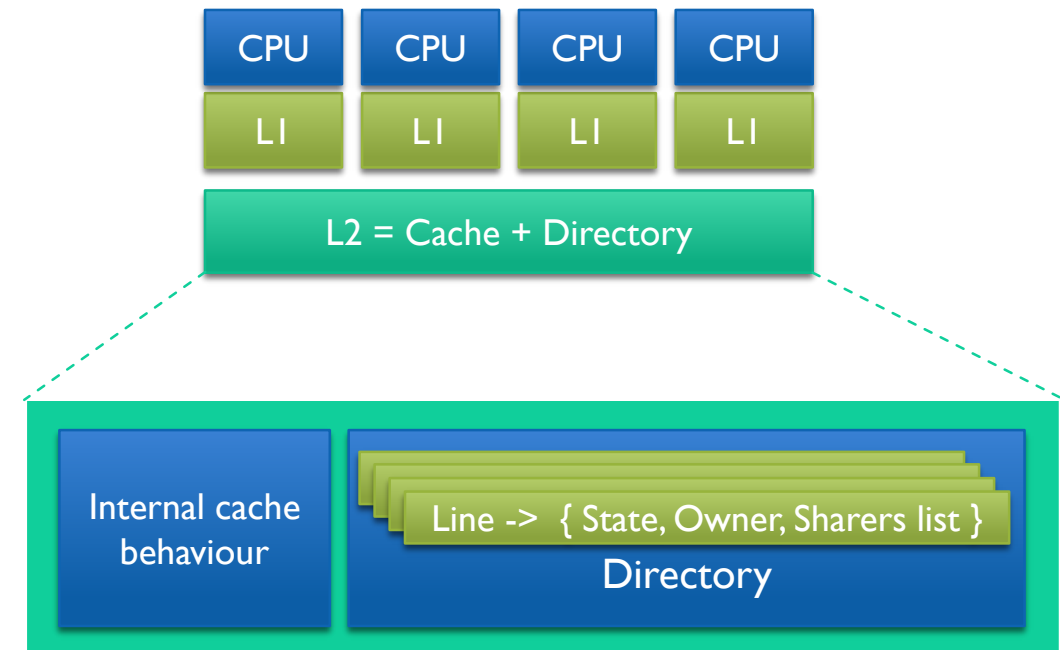 CPU CPU CPU CPU
L1 L1 L1 L1
L2 = Cache + Directory
Internal cache
behaviour
Line -> { State, Owner, Sharers list }
Directory